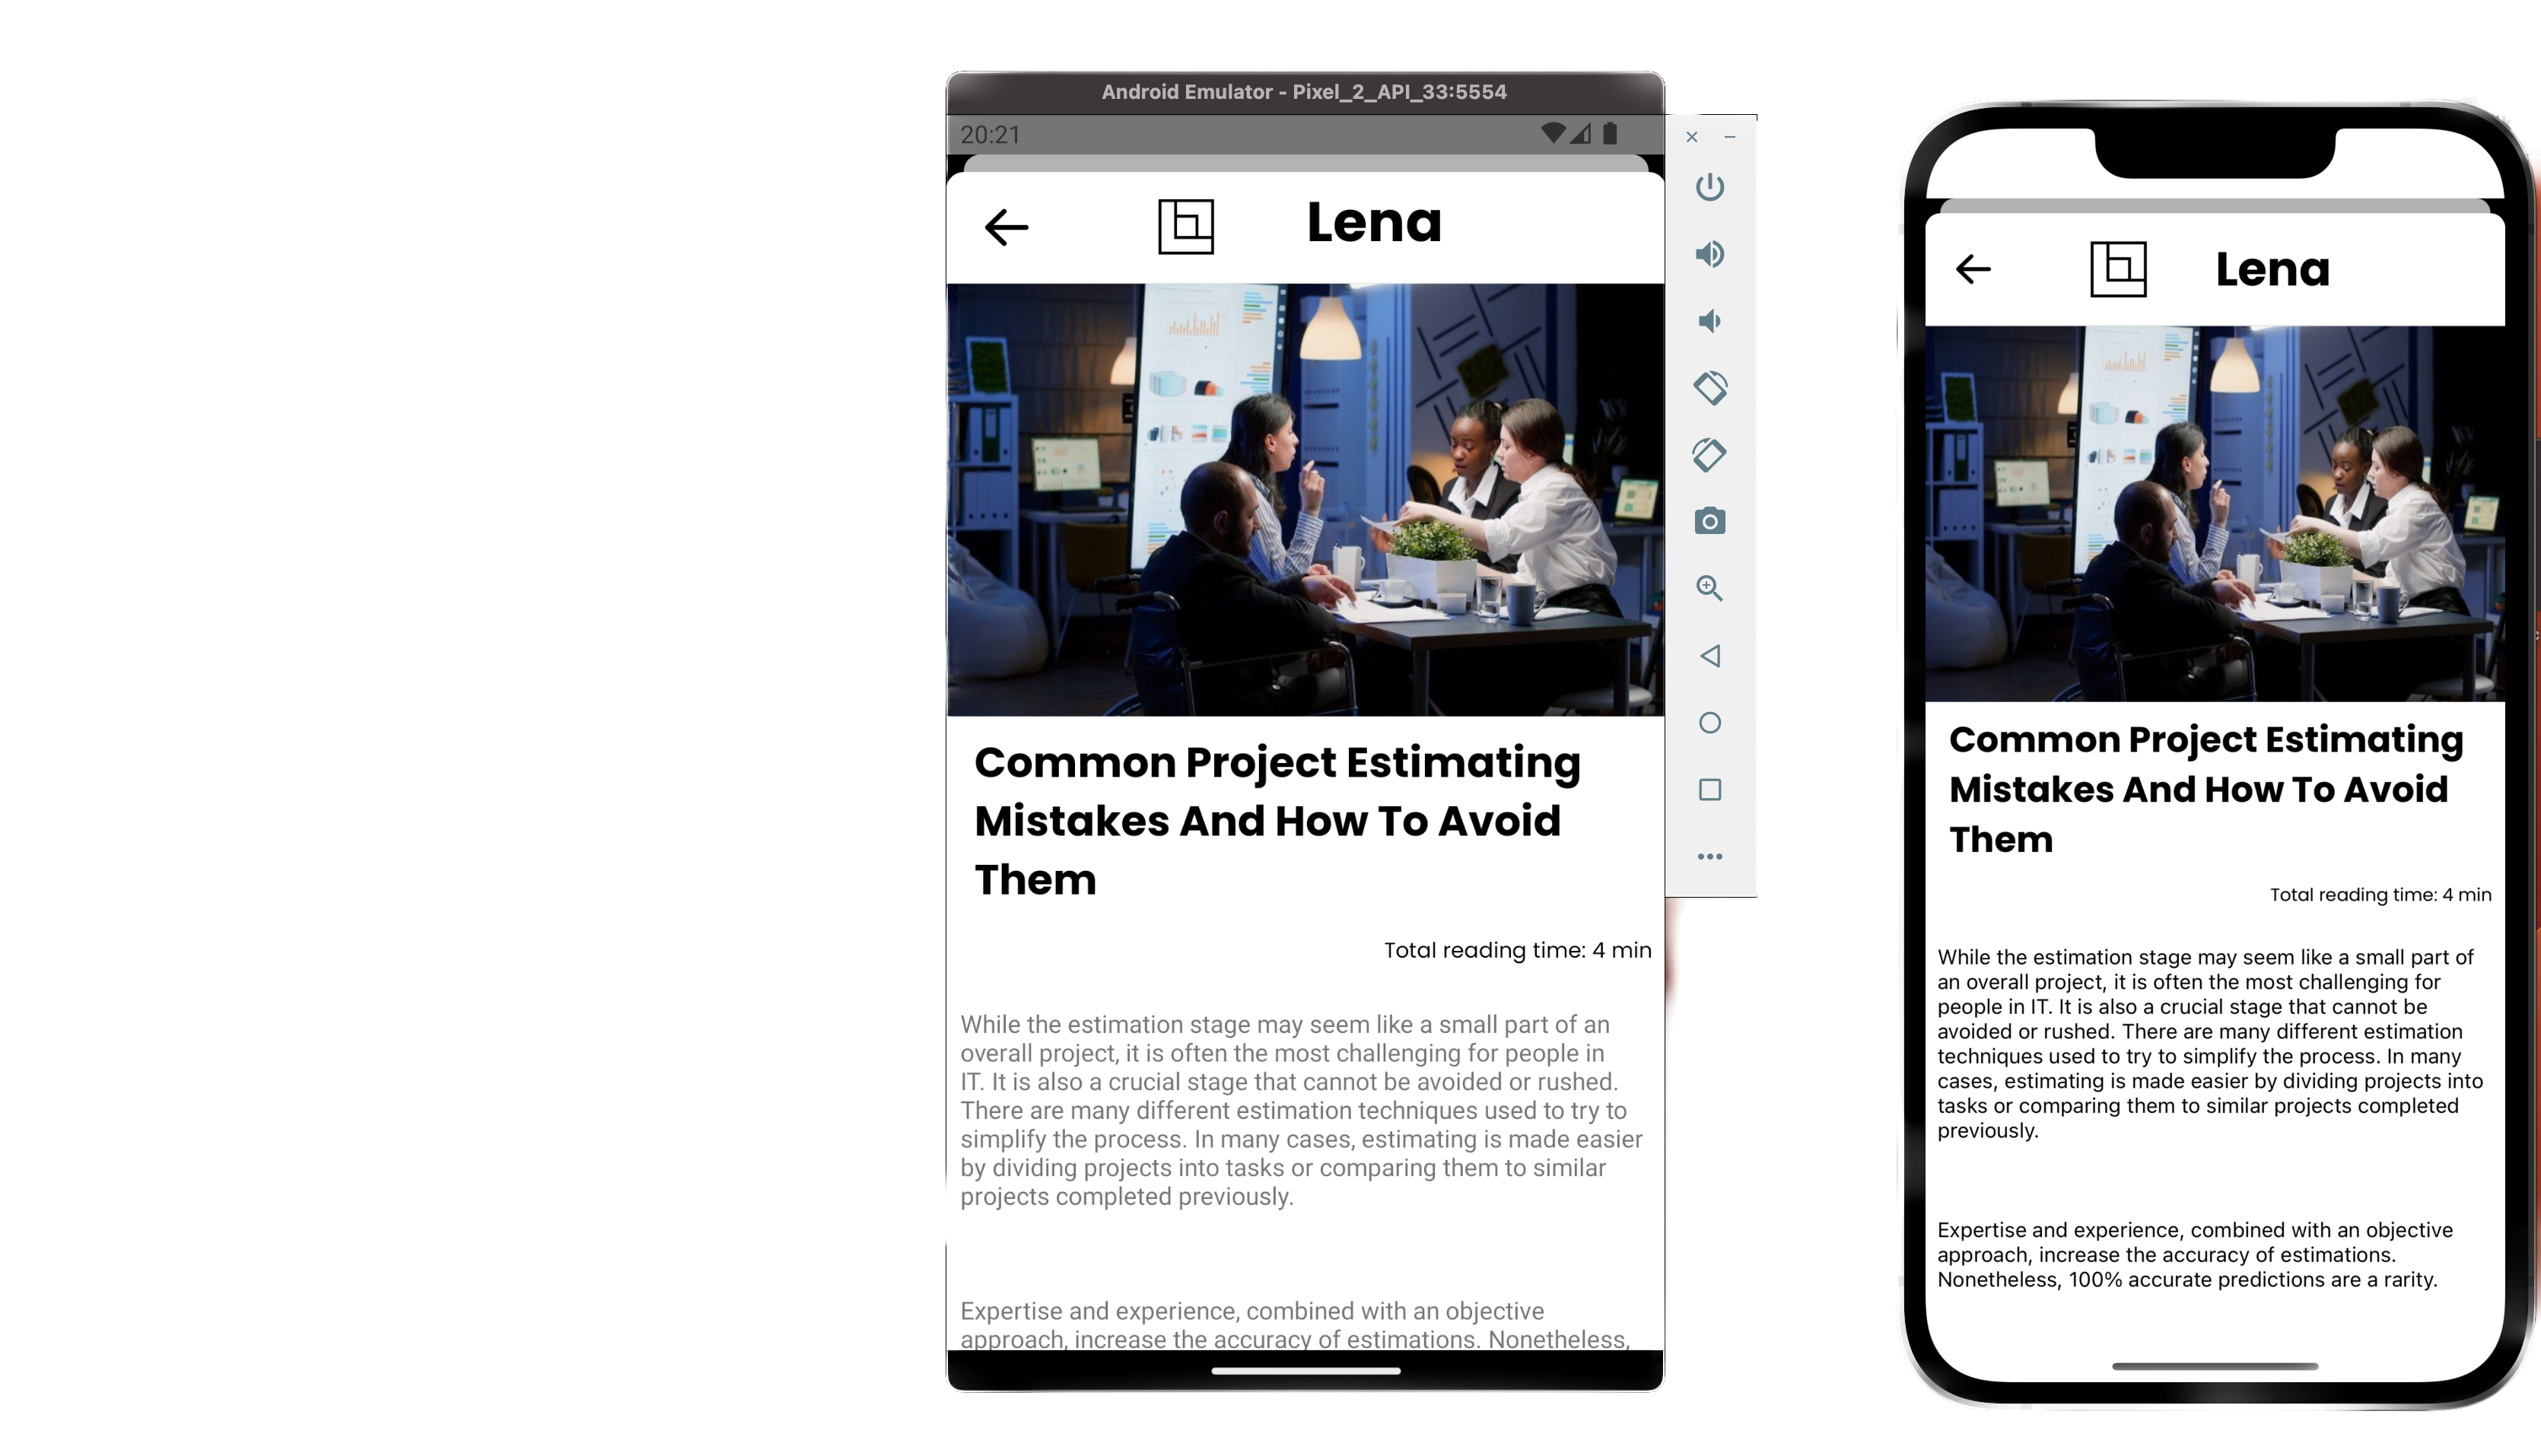 Android Emulator - Pixel_2_API_33:5554
20:21
Lena
Common Project Estimating
Mistakes And How To Avoid
Them
Total reading time: 4 min
While the estimation stage may seem like a small part of an
overall project, it is often the most challenging for people in
IT. It is also a crucial stage that cannot be avoided or rushed.
There are many different estimation techniques used to try to
simplify the process. In many cases, estimating is made easier
by dividing projects into tasks or comparing them to similar
projects completed previously.
Expertise and experience, combined with an objective
approach, increase the accuracy of estimations. Nonetheless,
Lena
Common Project Estimating
Mistakes And How To Avoid
Them
Total reading time: 4 min
While the estimation stage may seem like a small part of
an overall project, it is often the most challenging for
people in IT. It is also a crucial stage that cannot be
avoided or rushed. There are many different estimation
techniques used to try to simplify the process. In many
cases, estimating is made easier by dividing projects into
tasks or comparing them to similar projects completed
previously.
Expertise and experience, combined with an objective
approach, increase the accuracy of estimations.
Nonetheless, 100% accurate predictions are a rarity.